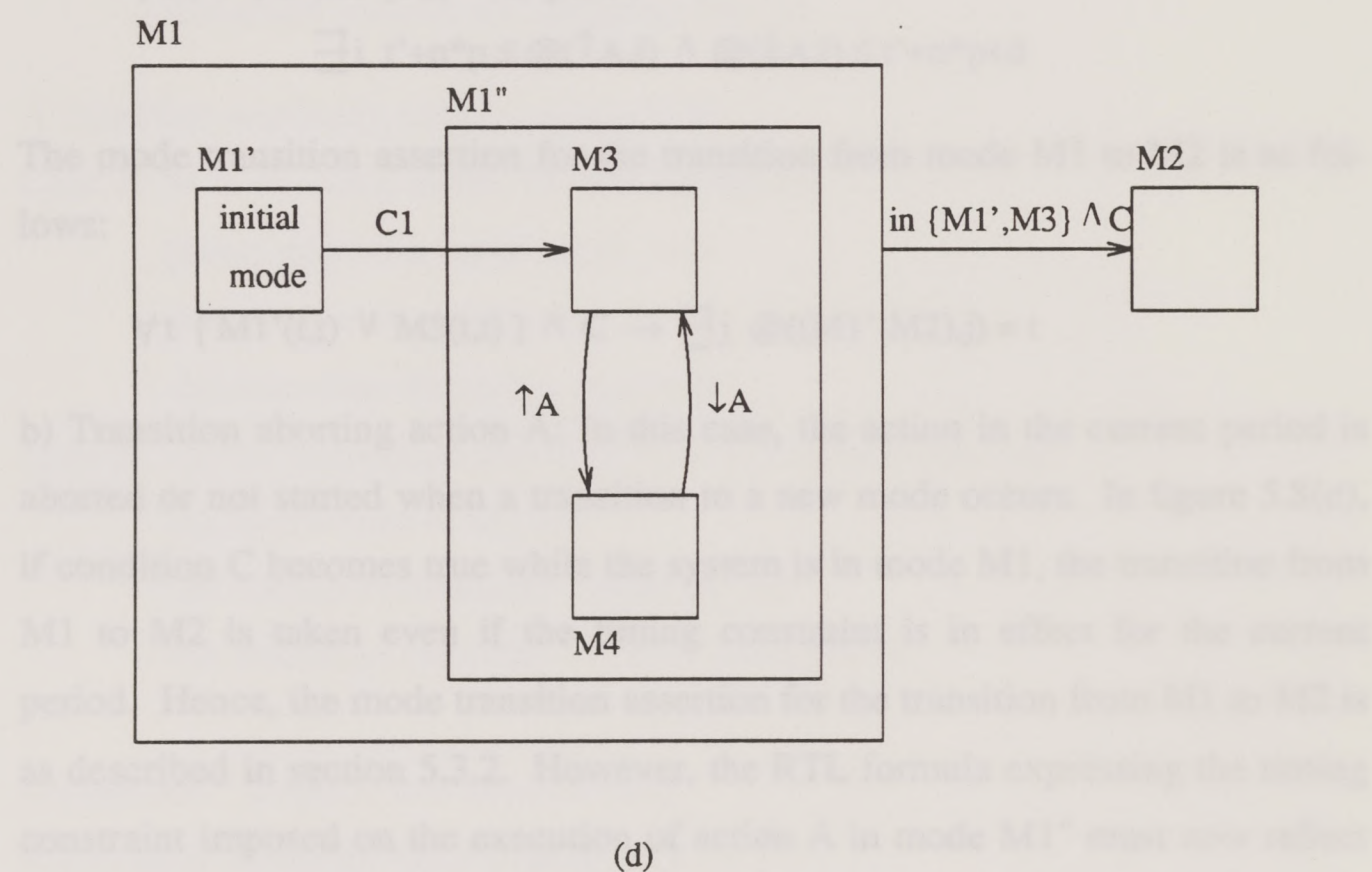 M1
M1"
M1'
M3
M2
initial
mode
C1
in {M1',M3} ∧ C
↑A
↓A
M4
(d)
The mode transition assertion for the transition from mode M1 to M2 is as fol-
lows:
b) Transition aborting action A: In this case, the action in the current period is
aborted or not started when a transition to a new mode occurs. In figure 5.8(a),
if condition C becomes true while the system is in mode M1, the transition from
M1 to M2 is taken even if the timing constraint is in effect for the current
period. Hence, the mode transition assertion for the transition from M1 to M2 is
as described in section 5.3.2. However, the RTL formula expressing the timing
constraint imposed on the execution of action A in mode M1" must now reflect